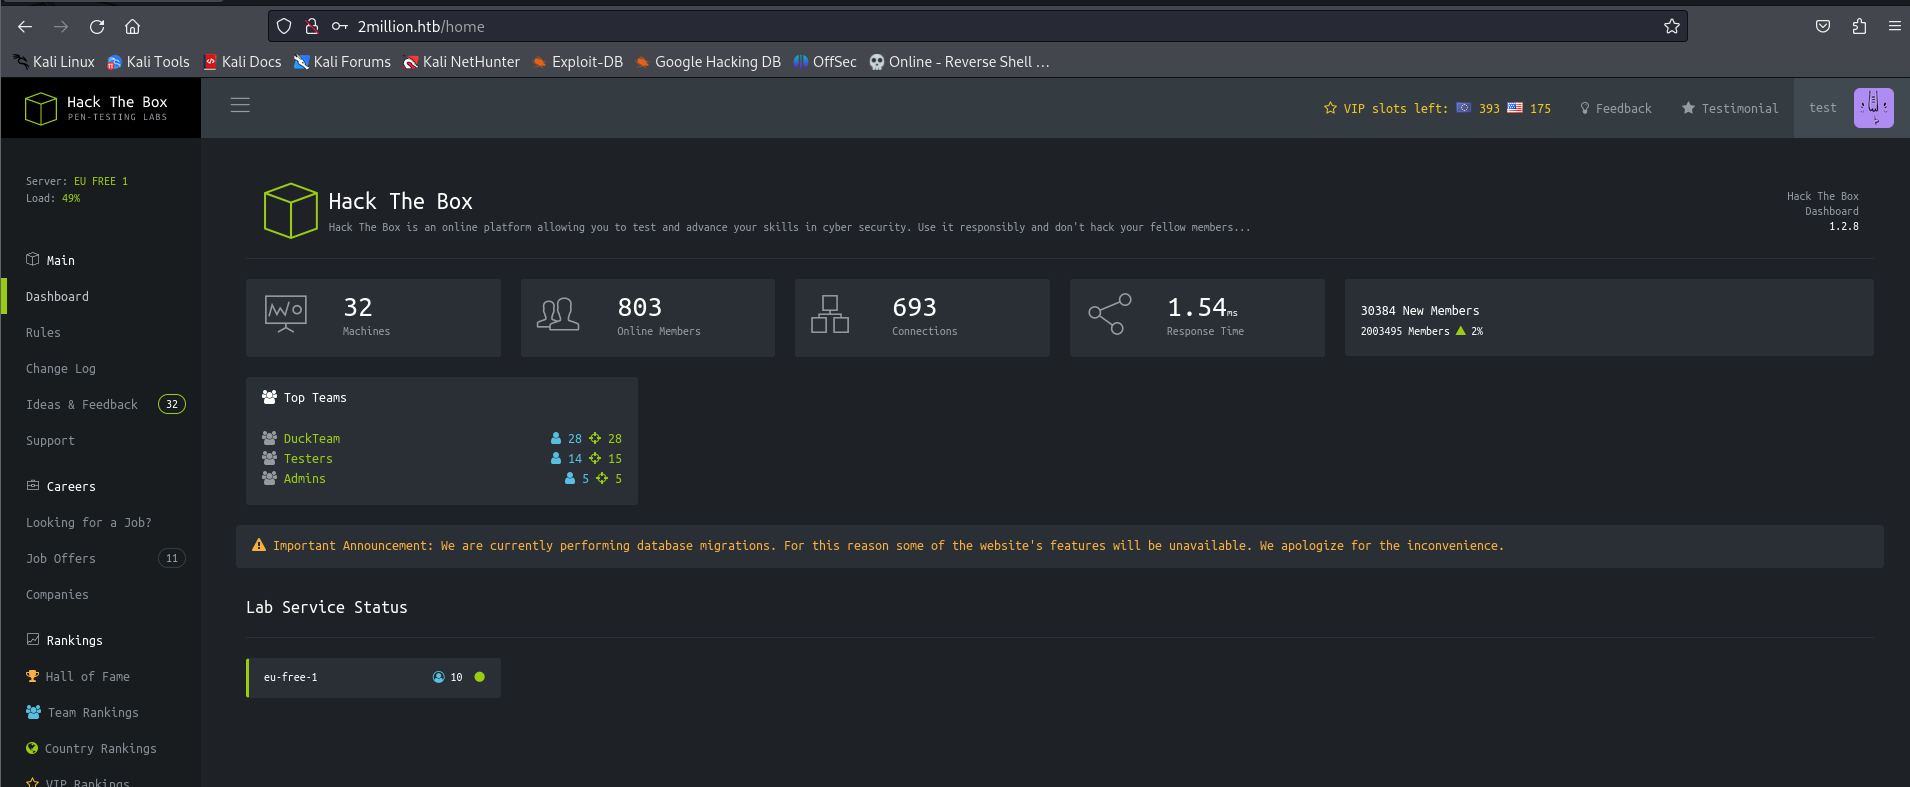 2million.htb/home
Kali Linux Kali Tools Kali Docs Kali Forums Kali NetHunter Exploit-DB Google Hacking DB OffSec Online - Reverse Shell …
Hack The Box
PEN-TESTING LABS
VIP slots left: 393 175 Feedback Testimonial test
Server: EU FREE 1
Load: 49%
Main
Dashboard
Rules
Change Log
Ideas & Feedback 32
Support
Careers
Looking for a Job?
Job Offers 11
Companies
Rankings
Hall of Fame
Team Rankings
Country Rankings
VIP Rankings
Hack The Box
Hack The Box is an online platform allowing you to test and advance your skills in cyber security. Use it responsibly and don't hack your fellow members...
Hack The Box
Dashboard
1.2.8
32
Machines
803
Online Members
693
Connections
1.54ms
Response Time
30384 New Members
2003495 Members 2%
Top Teams
DuckTeam 28 28
Testers 14 15
Admins 5 5
Important Announcement: We are currently performing database migrations. For this reason some of the website's features will be unavailable. We apologize for the inconvenience.
Lab Service Status
eu-free-1 10